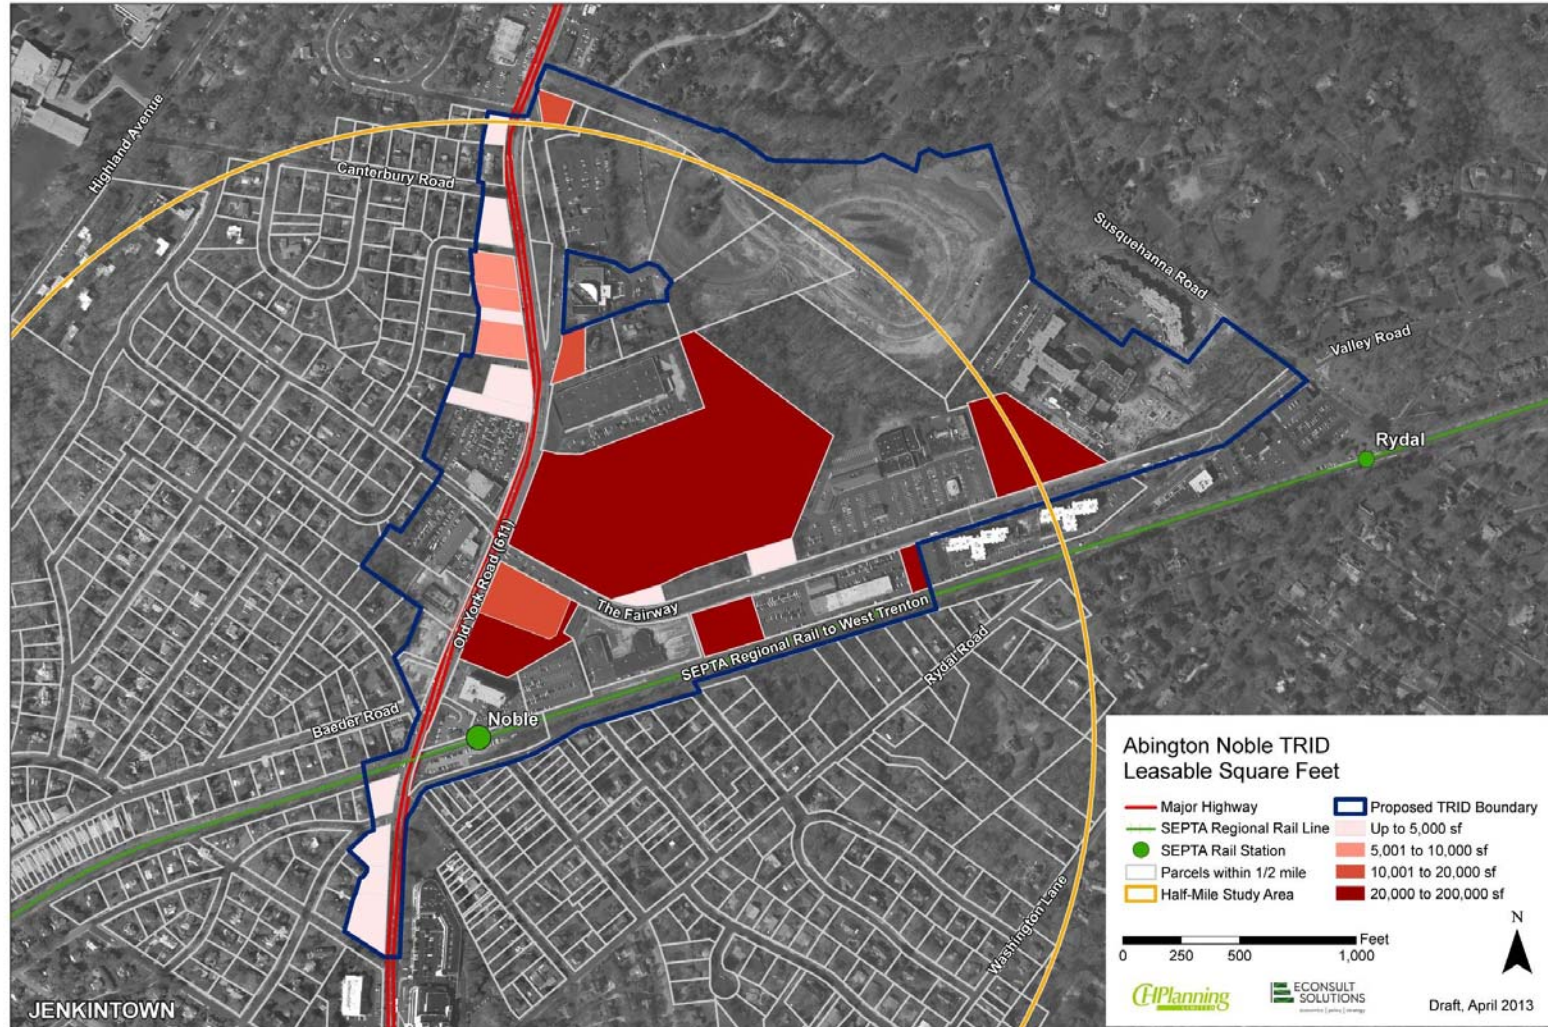 Highland Avenue
Canterbury Road
Susquehanna Road
Valley Road
Rydal
Old York Road (611)
The Fairway
SEPTA Regional Rail to West Trenton
Rydal Road
Baeder Road
Noble
Washington Lane
JENKINTOWN
Abington Noble TRID
Leasable Square Feet
Major Highway
SEPTA Regional Rail Line
SEPTA Rail Station
Parcels within 1/2 mile
Half-Mile Study Area
Proposed TRID Boundary
Up to 5,000 sf
5,001 to 10,000 sf
10,001 to 20,000 sf
20,000 to 200,000 sf
N
Feet
0 250 500 1,000
CHPlanning
LIMITED
ECONSULT
SOLUTIONS
economics | policy | strategy
Draft, April 2013